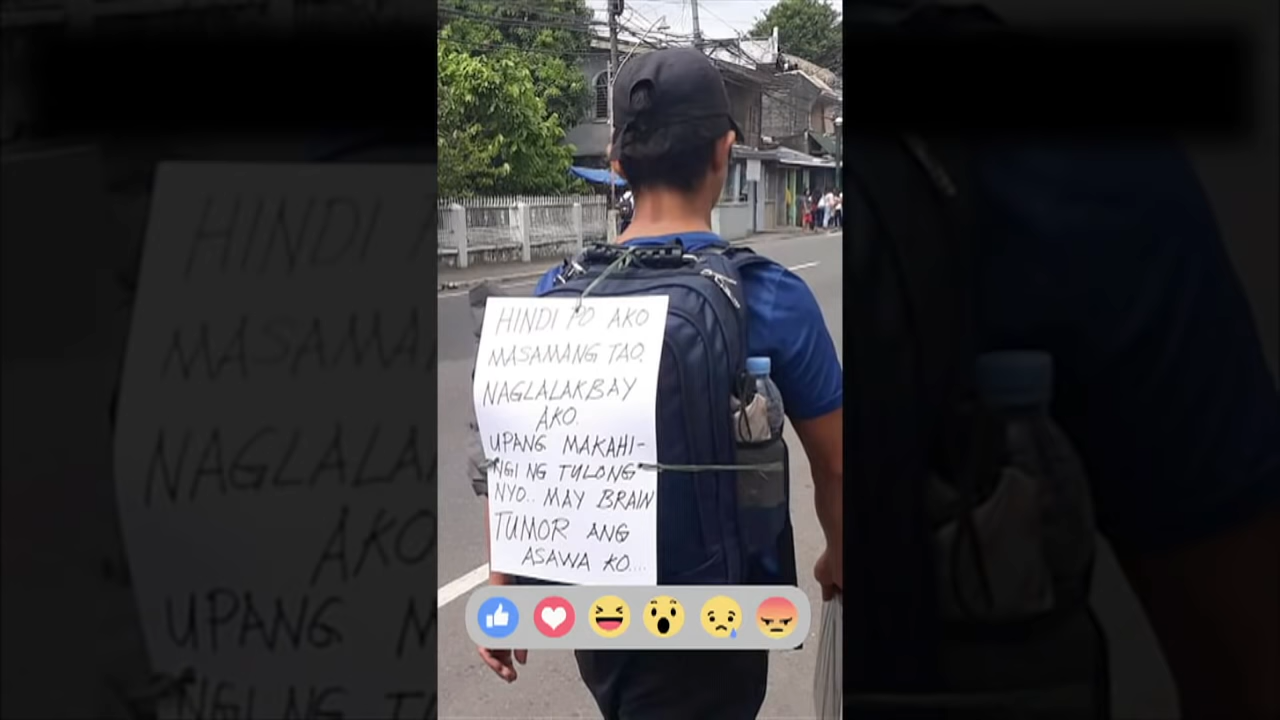 HINDI PO AKO
MASAMANG TAO.
NAGLALAKBAY
AKO.
UPANG MAKAHI-
NGI NG TULONG
NYO.. MAY BRAIN
TUMOR ANG
ASAWA KO....